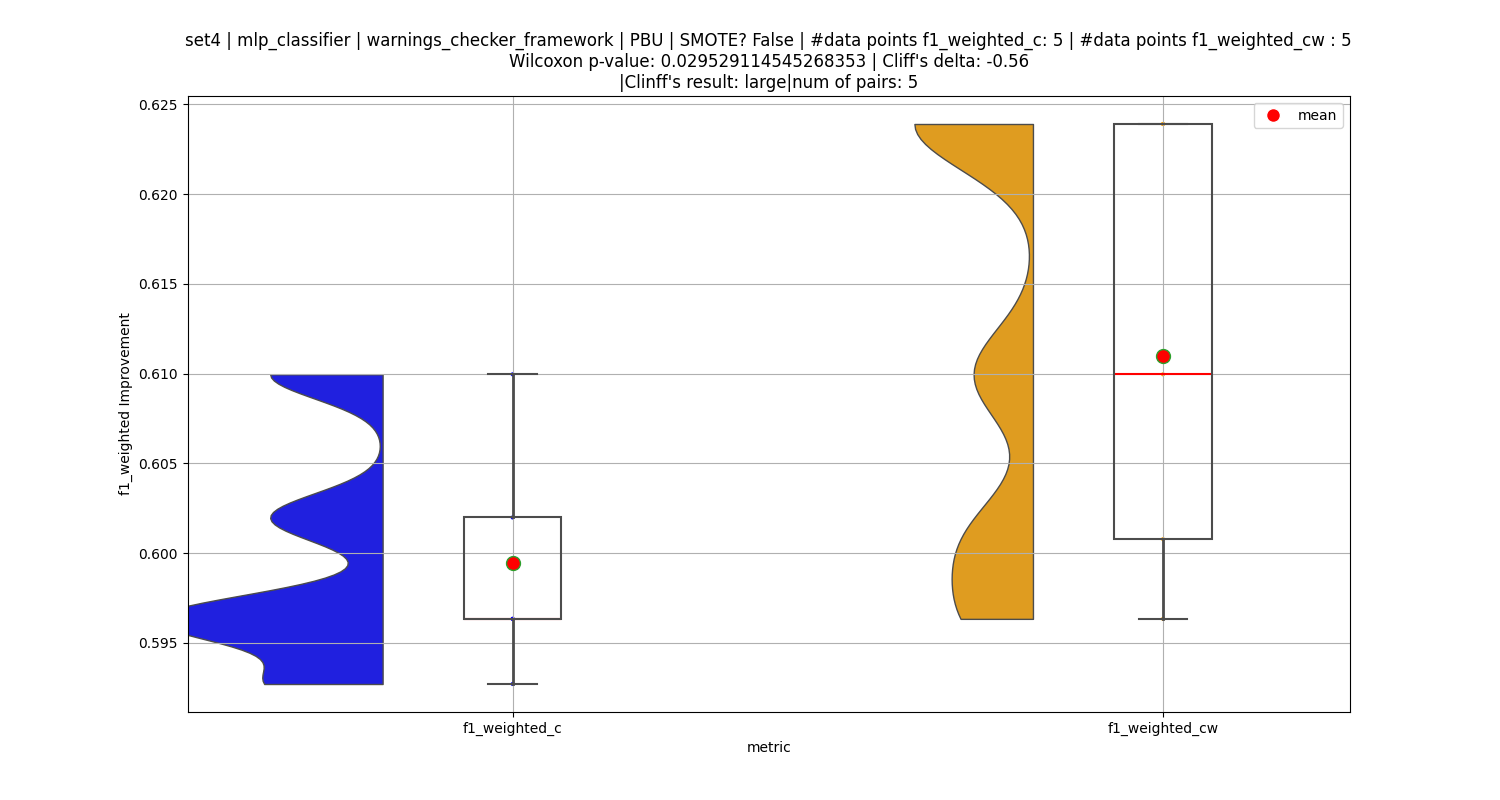 set4 | mlp_classifier | warnings_checker_framework | PBU | SMOTE? False | #data points f1_weighted_c: 5 | #data points f1_weighted_cw : 5
Wilcoxon p-value: 0.029529114545268353 | Cliff's delta: -0.56
|Clinff's result: large|num of pairs: 5
mean
0.625
0.620
0.615
0.610
0.605
0.600
0.595
f1_weighted Improvement
f1_weighted_c
f1_weighted_cw
metric